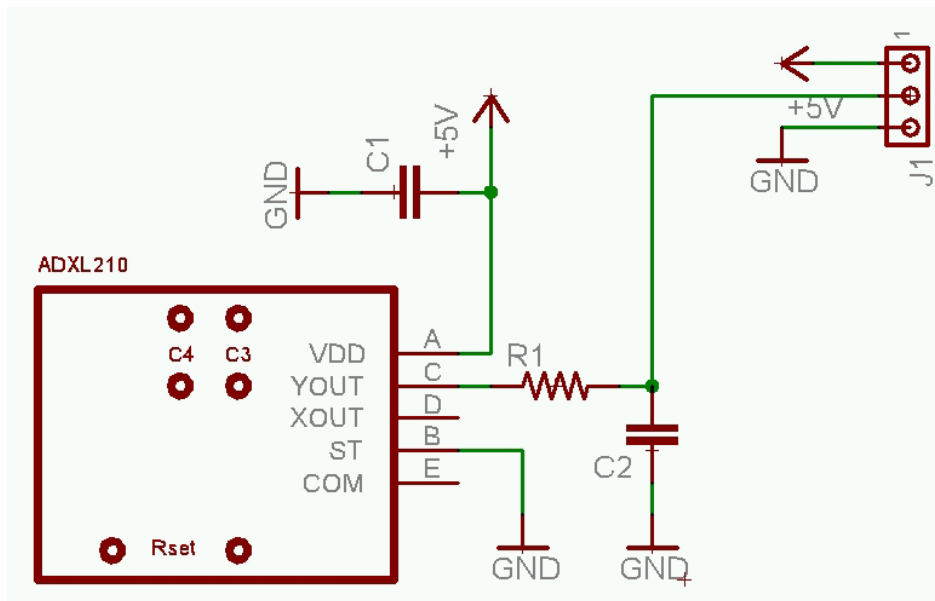 1
+5V
J1
GND
+5V
C1
GND
ADXL210
C4 C3
VDD A
YOUT C
XOUT D
ST B
COM E
Rset
R1
C2
GND
GND